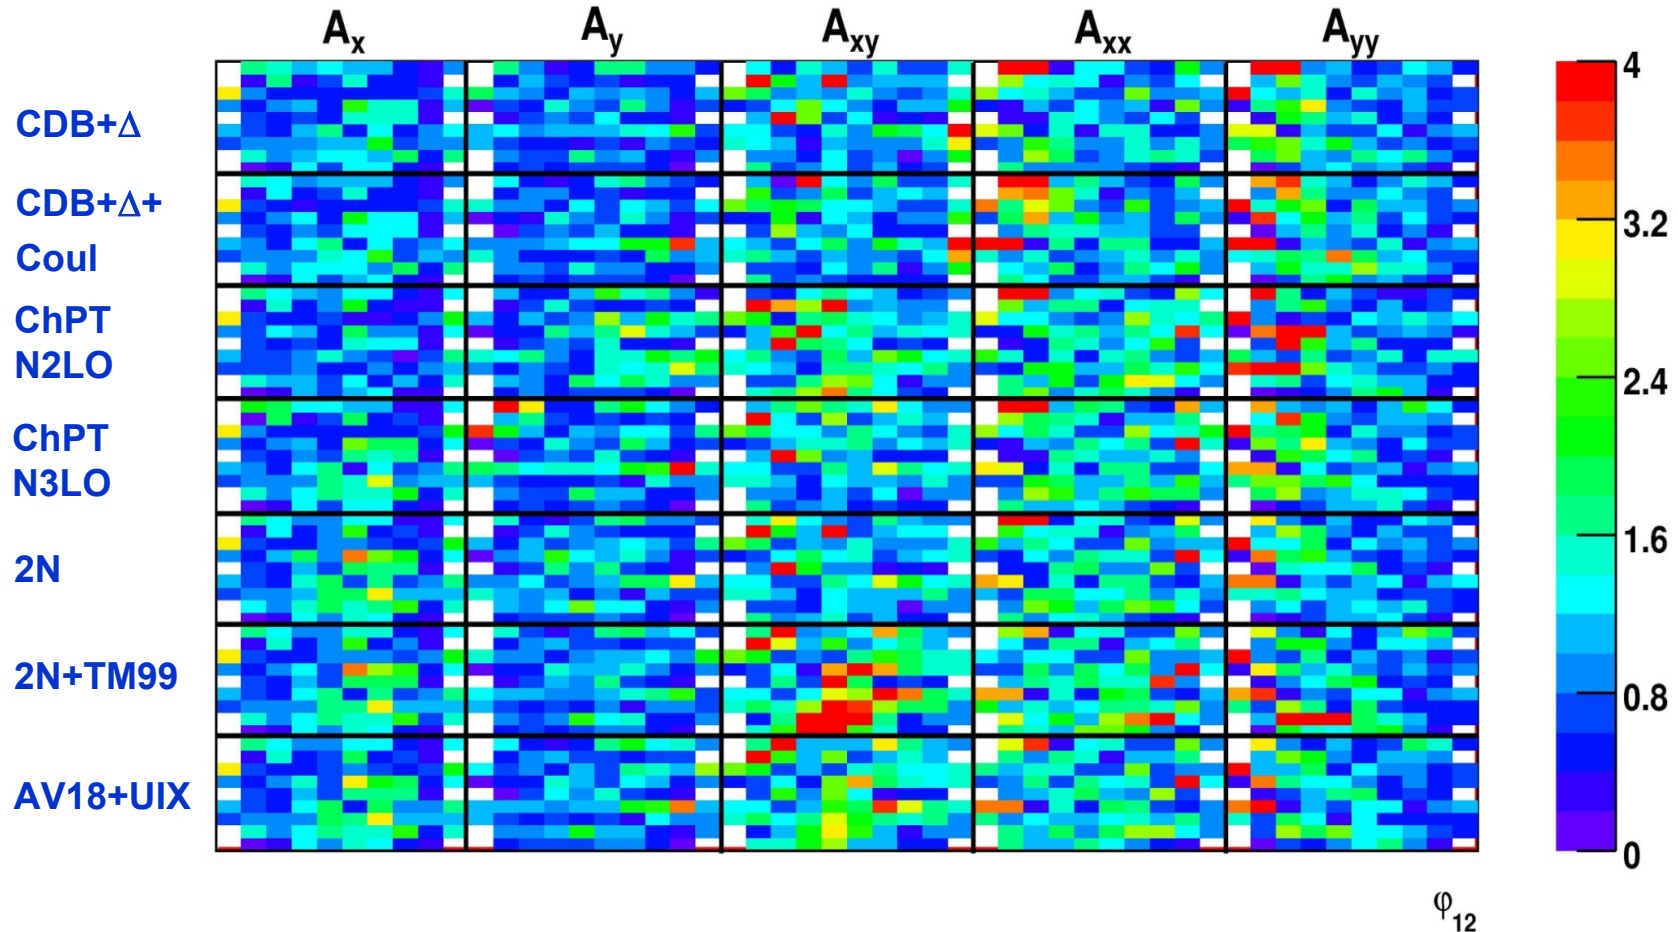 A_x A_y A_xy A_xx A_yy
4
CDB+Δ
CDB+Δ+
3.2
Coul
ChPT
N2LO
2.4
ChPT
N3LO
1.6
2N
2N+TM99
0.8
AV18+UIX
0
φ_12